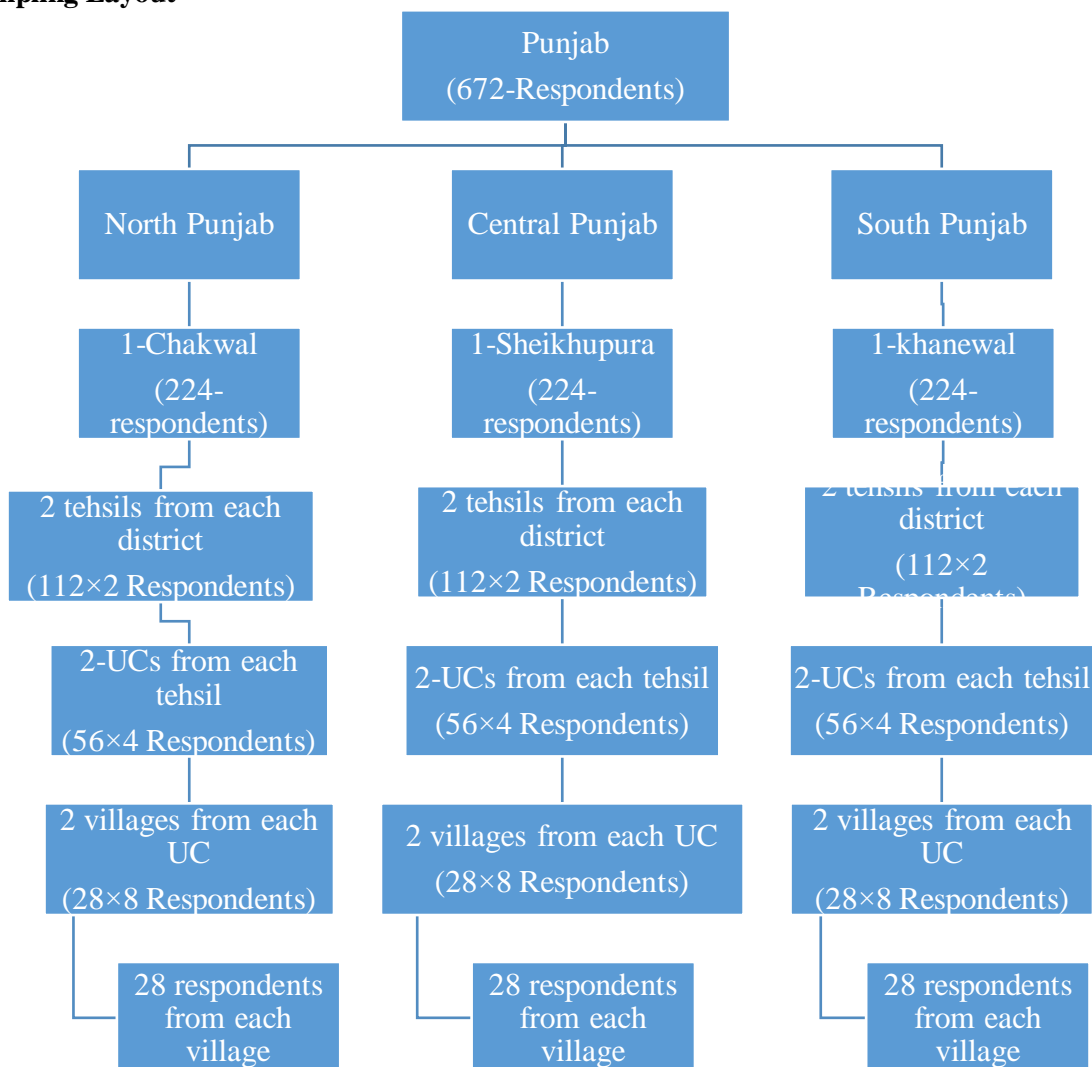 Layout
Punjab
(672-Respondents)
North Punjab
Central Punjab
South Punjab
1-Chakwal
(224-
respondents)
1-Sheikhupura
(224-
respondents)
1-khanewal
(224-
respondents)
2 tehsils from each
district
(112×2 Respondents)
2 tehsils from each
district
(112×2 Respondents)
2 tehsils from each
district
(112×2
Respondents)
2-UCs from each
tehsil
(56×4 Respondents)
2-UCs from each tehsil
(56×4 Respondents)
2-UCs from each tehsil
(56×4 Respondents)
2 villages from each
UC
(28×8 Respondents)
2 villages from each UC
(28×8 Respondents)
2 villages from each
UC
(28×8 Respondents)
28 respondents
from each
village
28 respondents
from each
village
28 respondents
from each
village